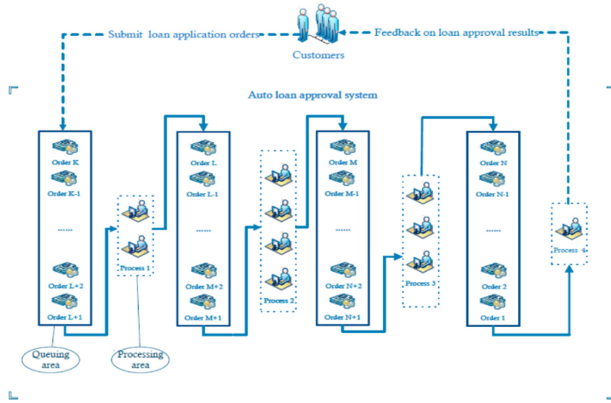 Submit loan application orders
Feedback on loan approval results
Customers
Auto loan approval system
Order K
Order K-1
......
Order L+2
Order L+1
Process 1
Order L
Order L-1
......
Order M+2
Order M+1
Process 2
Order M
Order M-1
......
Order N+2
Order N+1
Process 3
Order N
Order N-1
......
Order 2
Order 1
Process 4
Queuing
area
Processing
area